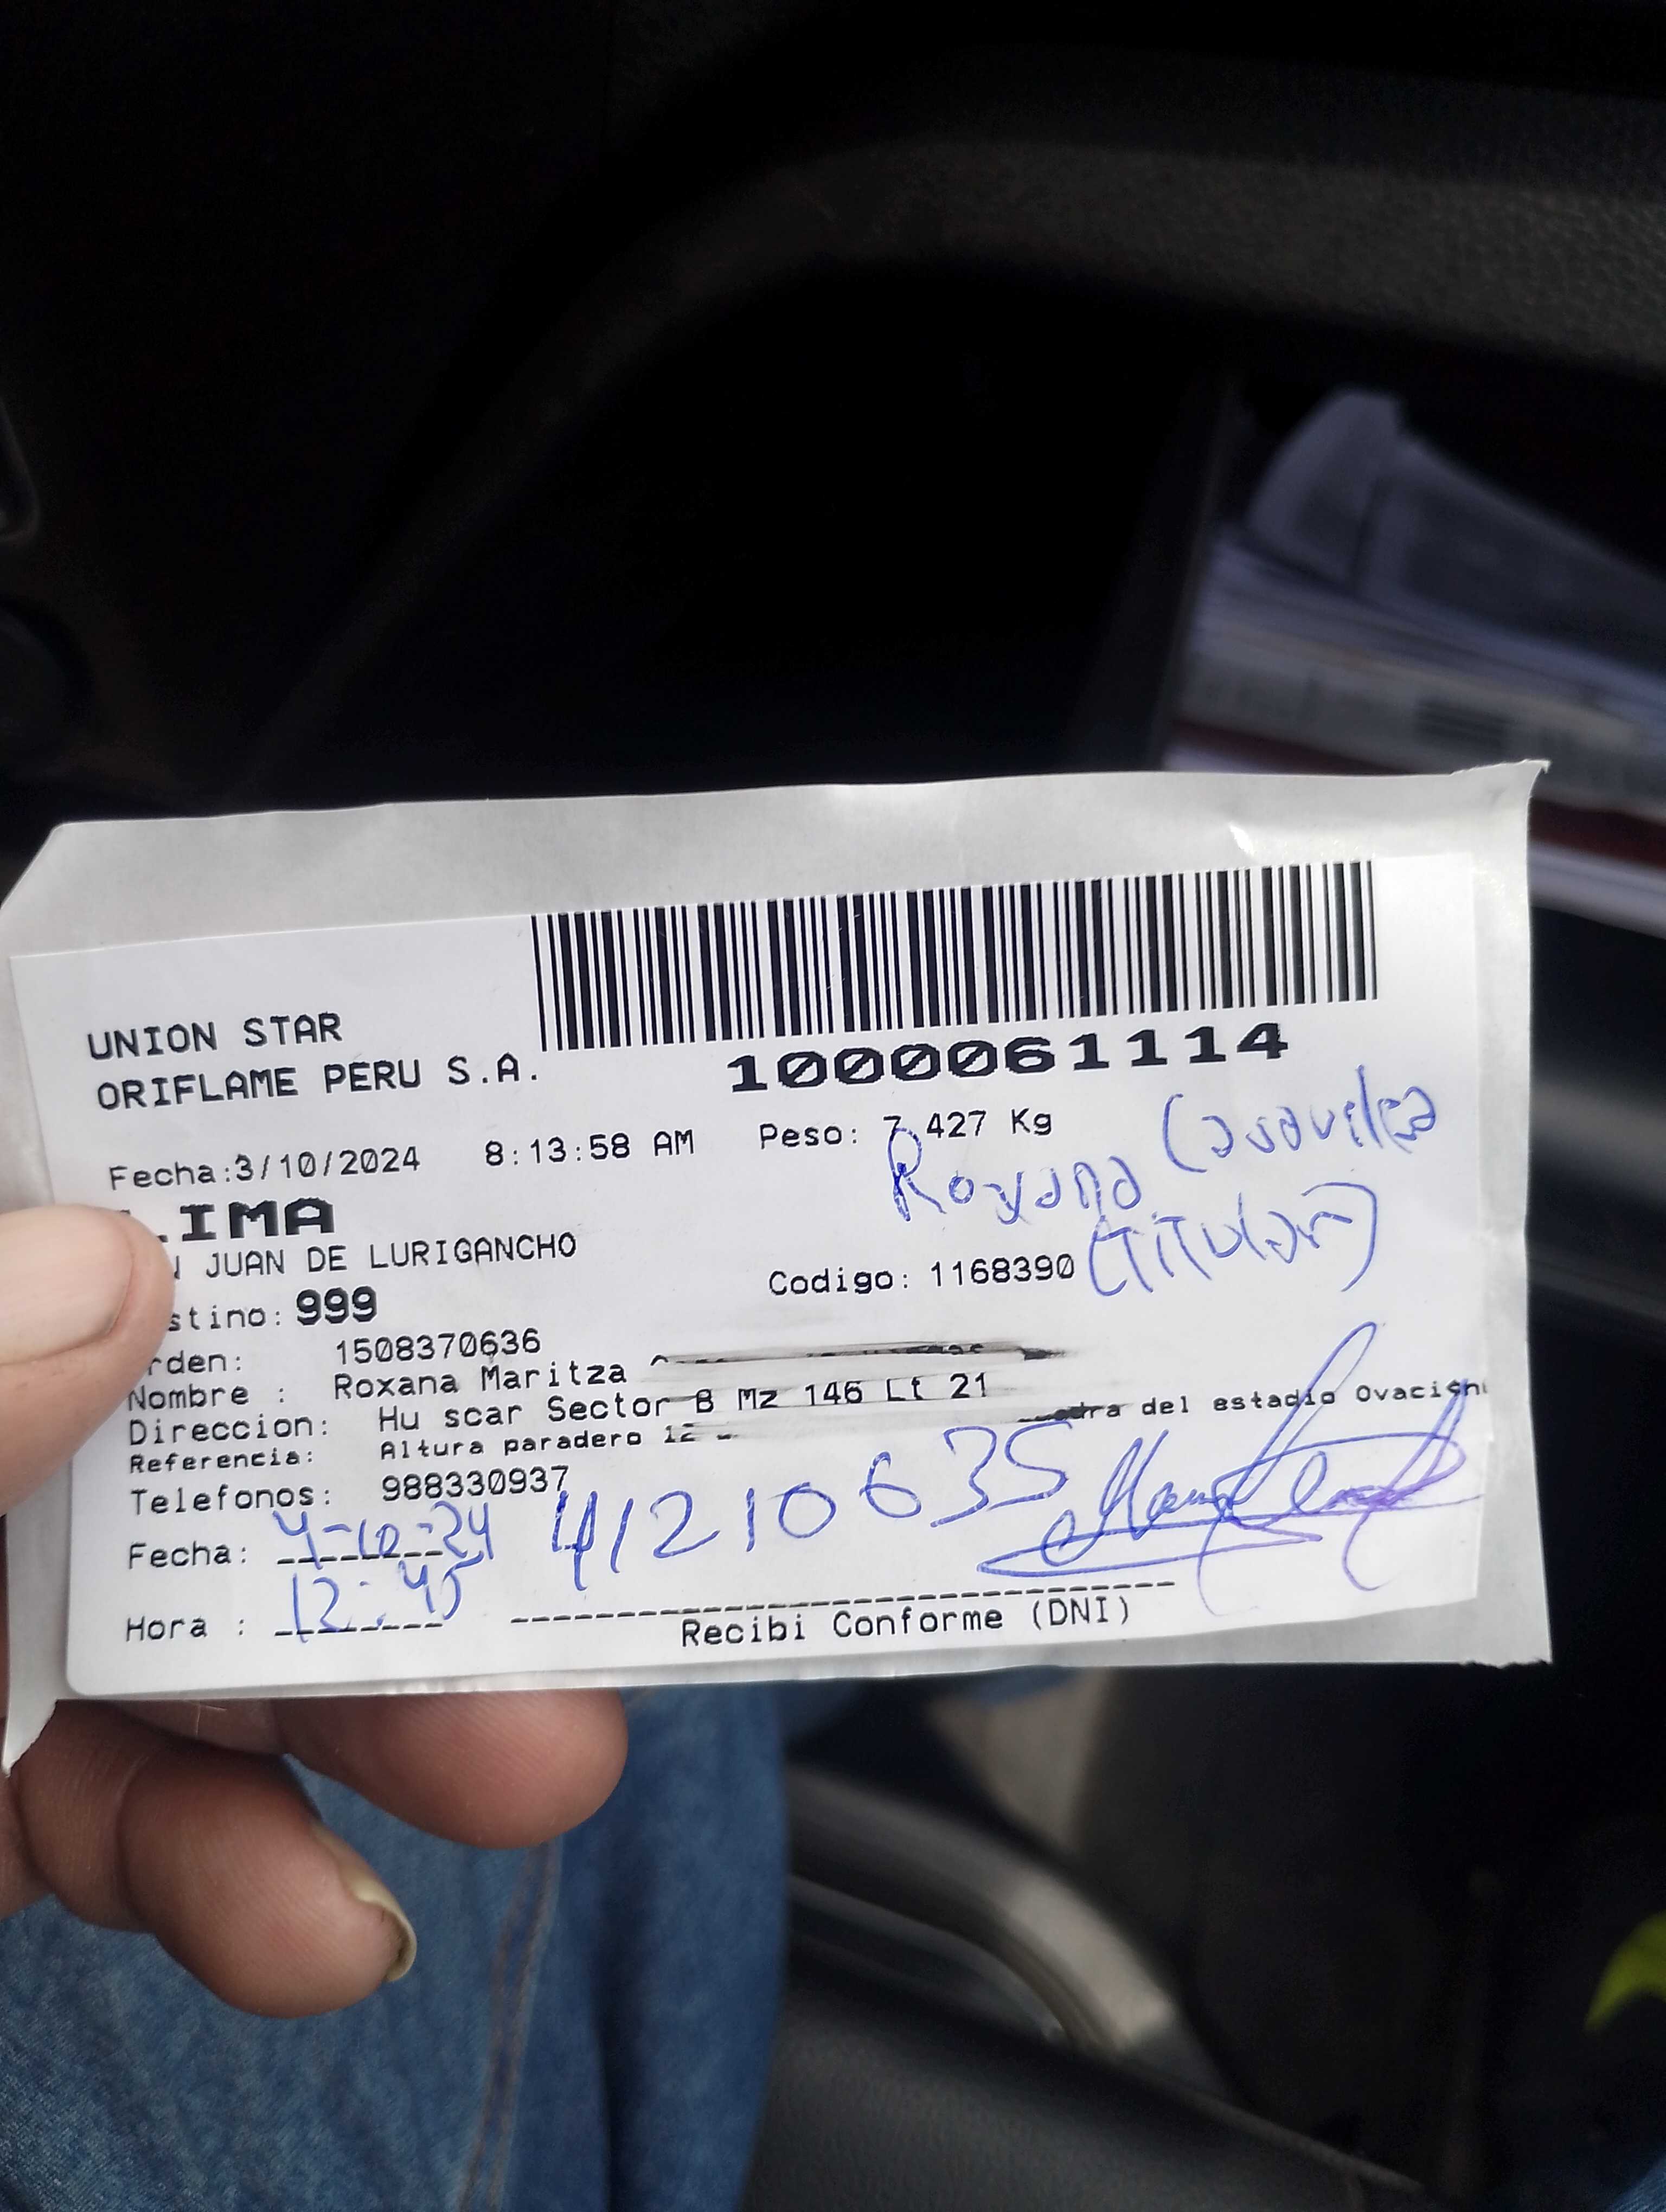 UNION STAR
ORIFLAME PERU S.A.
1000061114
Fecha:3/10/2024 8:13:58 AM Peso: 7.427 Kg
Roxana
(Titular)
IMA
JUAN DE LURIGANCHO
Codigo: 1168390
stino: 999
rden: 1508370636
Nombre : Roxana Maritza
Direccion: Hu scar Sector B Mz 146 Lt 21
Referencia: Altura paradero 12 del estadio Ovación
Telefonos: 988330937
41210635
Fecha: 4-10-24
Hora : 12:45
Recibi Conforme (DNI)